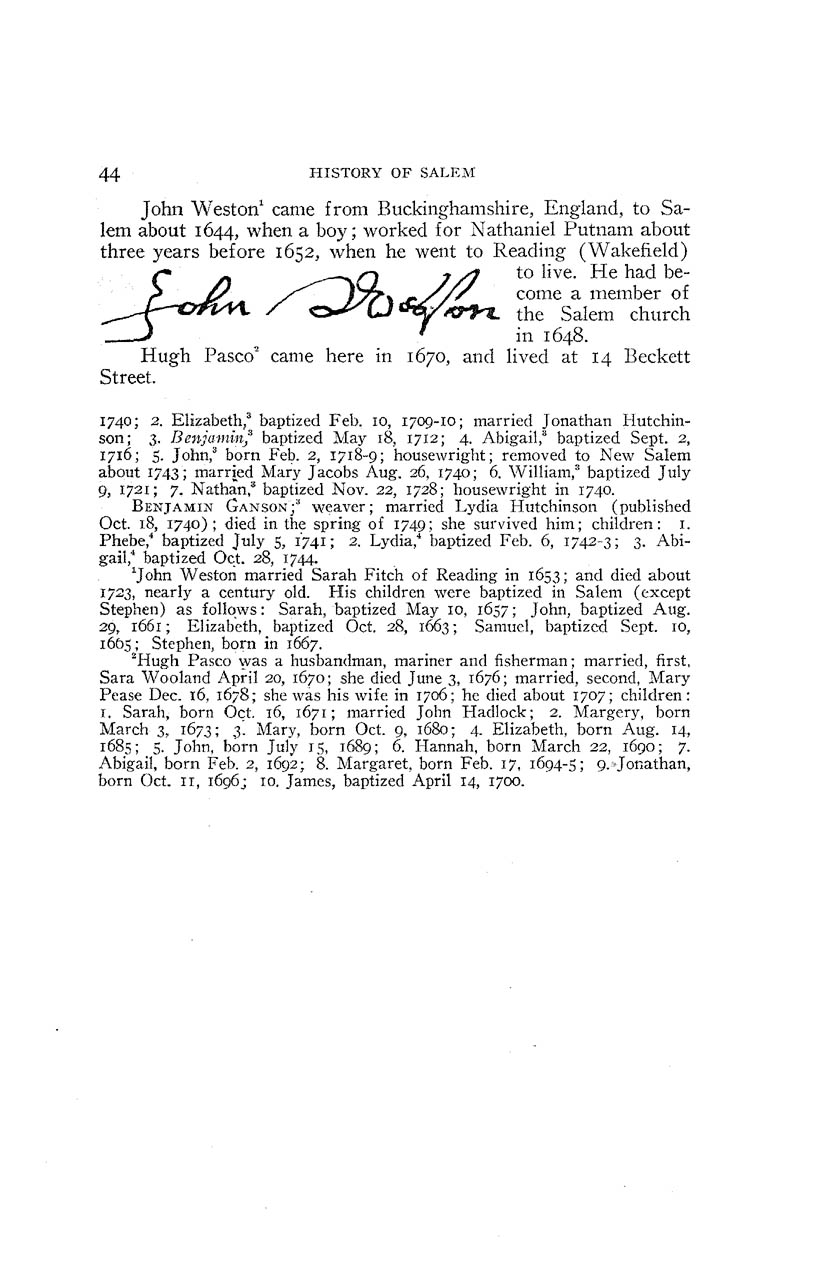 44 HISTORY OF SALEM
John Weston¹ came from Buckinghamshire, England, to Sa-
lem about 1644, when a boy; worked for Nathaniel Putnam about
three years before 1652, when he went to Reading (Wakefield)
to live. He had be-
come a member of
the Salem church
in 1648.
John Weston
Hugh Pasco² came here in 1670, and lived at 14 Beckett
Street.
1740; 2. Elizabeth,³ baptized Feb. 10, 1709-10; married Jonathan Hutchin-
son; 3. Benjamin,³ baptized May 18, 1712; 4. Abigail,³ baptized Sept. 2,
1716; 5. John,³ born Feb. 2, 1718-9; housewright; removed to New Salem
about 1743; married Mary Jacobs Aug. 26, 1740; 6. William,³ baptized July
9, 1721; 7. Nathan,³ baptized Nov. 22, 1728; housewright in 1740.
BENJAMIN GANSON;³ weaver; married Lydia Hutchinson (published
Oct. 18, 1740); died in the spring of 1749; she survived him; children: 1.
Phebe,⁴ baptized July 5, 1741; 2. Lydia,⁴ baptized Feb. 6, 1742-3; 3. Abi-
gail,⁴ baptized Oct. 28, 1744.
¹John Weston married Sarah Fitch of Reading in 1653; and died about
1723, nearly a century old. His children were baptized in Salem (except
Stephen) as follows: Sarah, baptized May 10, 1657; John, baptized Aug.
29, 1661; Elizabeth, baptized Oct. 28, 1663; Samuel, baptized Sept. 10,
1665; Stephen, born in 1667.
²Hugh Pasco was a husbandman, mariner and fisherman; married, first,
Sara Wooland April 20, 1670; she died June 3, 1676; married, second, Mary
Pease Dec. 16, 1678; she was his wife in 1706; he died about 1707; children:
1. Sarah, born Oct. 16, 1671; married John Hadlock; 2. Margery, born
March 3, 1673; 3. Mary, born Oct. 9, 1680; 4. Elizabeth, born Aug. 14,
1685; 5. John, born July 15, 1689; 6. Hannah, born March 22, 1690; 7.
Abigail, born Feb. 2, 1692; 8. Margaret, born Feb. 17, 1694-5; 9. Jonathan,
born Oct. 11, 1696; 10. James, baptized April 14, 1700.